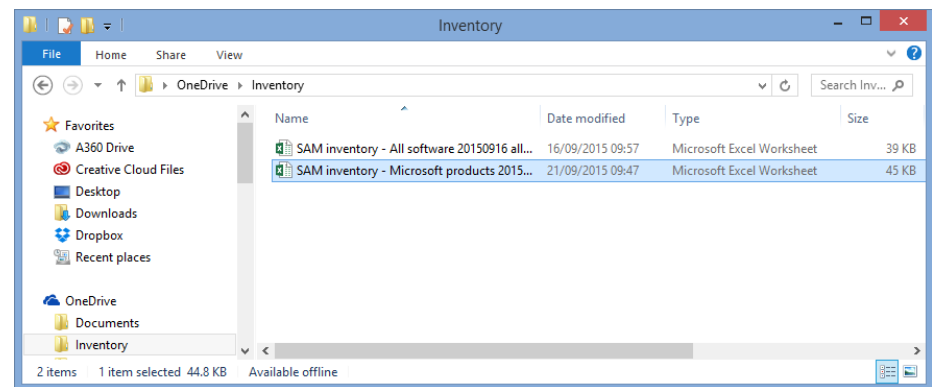 Inventory
File Home Share View
OneDrive Inventory Search Inv...
Name Date modified Type Size
Favorites
A360 Drive SAM inventory - All software 20150916 all... 16/09/2015 09:57 Microsoft Excel Worksheet 39 KB
Creative Cloud Files SAM inventory - Microsoft products 2015... 21/09/2015 09:47 Microsoft Excel Worksheet 45 KB
Desktop
Downloads
Dropbox
Recent places
OneDrive
Documents
Inventory
2 items 1 item selected 44.8 KB Available offline